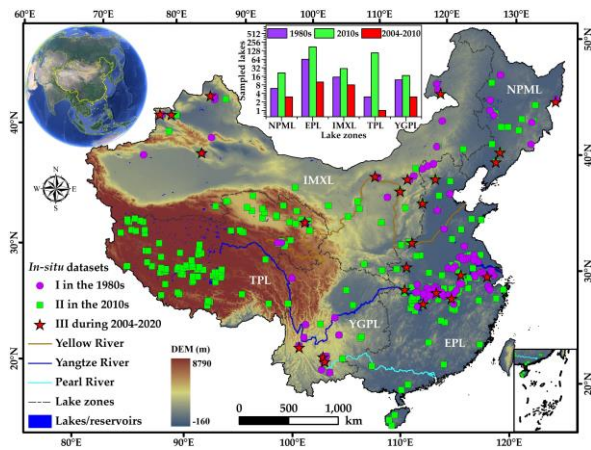 60°E 70°E 80°E 90°E 100°E 110°E 120°E 130°E
1980s 2010s 2004-2010
Sampled lakes
512
256
128
64
32
16
8
4
2
1
NPML EPL IMXL TPL YGPL
Lake zones
50°N
40°N
30°N
20°N
40°N
30°N
20°N
NPML
IMXL
TPL
YGPL
EPL
In-situ datasets
I in the 1980s
II in the 2010s
III during 2004-2020
Yellow River
Yangtze River
Pearl River
Lake zones
Lakes/reservoirs
DEM (m)
8790
-160
N
W E
S
0 500 1,000
km
80°E 90°E 100°E 110°E 120°E